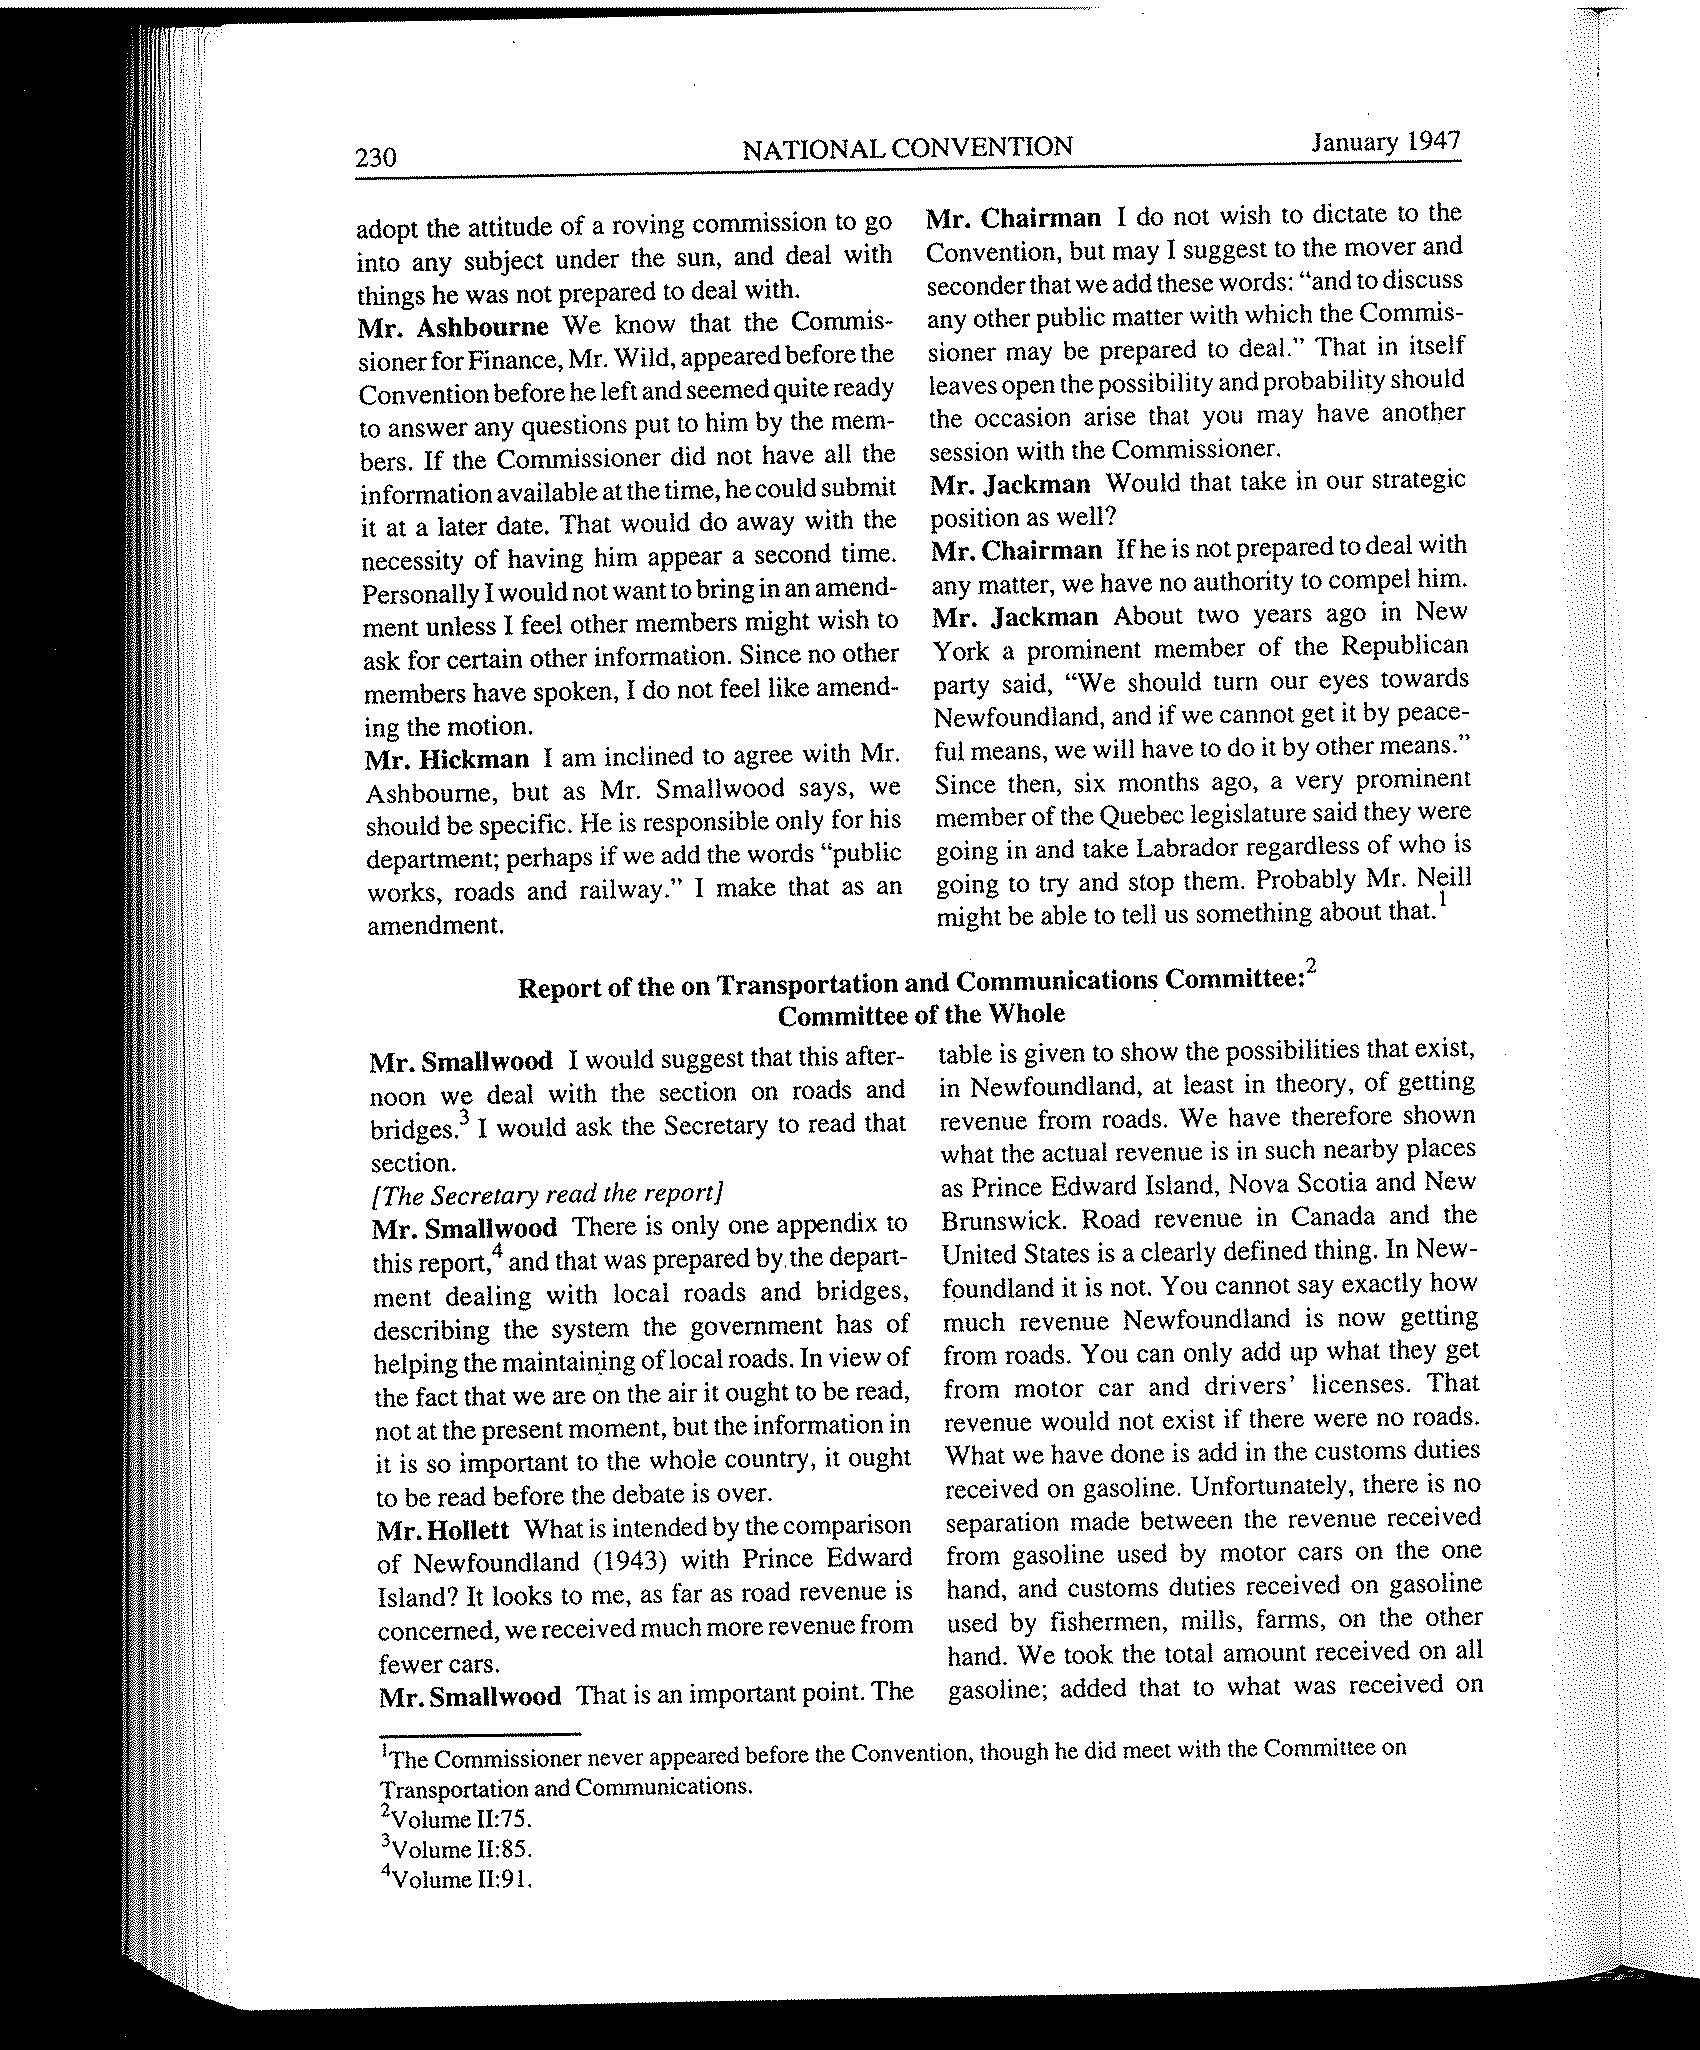 230 NATIONAL CONVENTION January 1947
adopt the attitude of a roving commission to go
into any subject under the sun, and deal with
things he was not prepared to deal with.
Mr. Ashbourne We know that the Commis-
sioner for Finance, Mr. Wild, appeared before the
Convention before he left and seemed quite ready
to answer any questions put to him by the mem-
bers. If the Commissioner did not have all the
information available at the time, he could submit
it at a later date. That would do away with the
necessity of having him appear a second time.
Personally I would not want to bring in an amend-
ment unless I feel other members might wish to
ask for certain other information. Since no other
members have spoken, I do not feel like amend-
ing the motion.
Mr. Hickman I am inclined to agree with Mr.
Ashbourne, but as Mr. Smallwood says, we
should be specific. He is responsible only for his
department; perhaps if we add the words “public
works, roads and railway.” I make that as an
amendment.
Mr. Chairman I do not wish to dictate to the
Convention, but may I suggest to the mover and
seconder that we add these words: “and to discuss
any other public matter with which the Commis-
sioner may be prepared to deal.” That in itself
leaves open the possibility and probability should
the occasion arise that you may have another
session with the Commissioner.
Mr. Jackman Would that take in our strategic
position as well?
Mr. Chairman If he is not prepared to deal with
any matter, we have no authority to compel him.
Mr. Jackman About two years ago in New
York a prominent member of the Republican
party said, “We should turn our eyes towards
Newfoundland, and if we cannot get it by peace-
ful means, we will have to do it by other means.”
Since then, six months ago, a very prominent
member of the Quebec legislature said they were
going in and take Labrador regardless of who is
going to try and stop them. Probably Mr. Neill
might be able to tell us something about that.1
Report of the on Transportation and Communications Committee:2
Committee of the Whole
Mr. Smallwood I would suggest that this after-
noon we deal with the section on roads and
bridges.3 I would ask the Secretary to read that
section.
[The Secretary read the report]
Mr. Smallwood There is only one appendix to
this report,4 and that was prepared by the depart-
ment dealing with local roads and bridges,
describing the system the government has of
helping the maintaining of local roads. In view of
the fact that we are on the air it ought to be read,
not at the present moment, but the information in
it is so important to the whole country, it ought
to be read before the debate is over.
Mr. Hollett What is intended by the comparison
of Newfoundland (1943) with Prince Edward
Island? It looks to me, as far as road revenue is
concerned, we received much more revenue from
fewer cars.
Mr. Smallwood That is an important point. The
table is given to show the possibilities that exist,
in Newfoundland, at least in theory, of getting
revenue from roads. We have therefore shown
what the actual revenue is in such nearby places
as Prince Edward Island, Nova Scotia and New
Brunswick. Road revenue in Canada and the
United States is a clearly defined thing. In New-
foundland it is not. You cannot say exactly how
much revenue Newfoundland is now getting
from roads. You can only add up what they get
from motor car and drivers’ licenses. That
revenue would not exist if there were no roads.
What we have done is add in the customs duties
received on gasoline. Unfortunately, there is no
separation made between the revenue received
from gasoline used by motor cars on the one
hand, and customs duties received on gasoline
used by fishermen, mills, farms, on the other
hand. We took the total amount received on all
gasoline; added that to what was received on
1The Commissioner never appeared before the Convention, though he did meet with the Committee on
Transportation and Communications.
2Volume II:75.
3Volume II:85.
4Volume II:91.